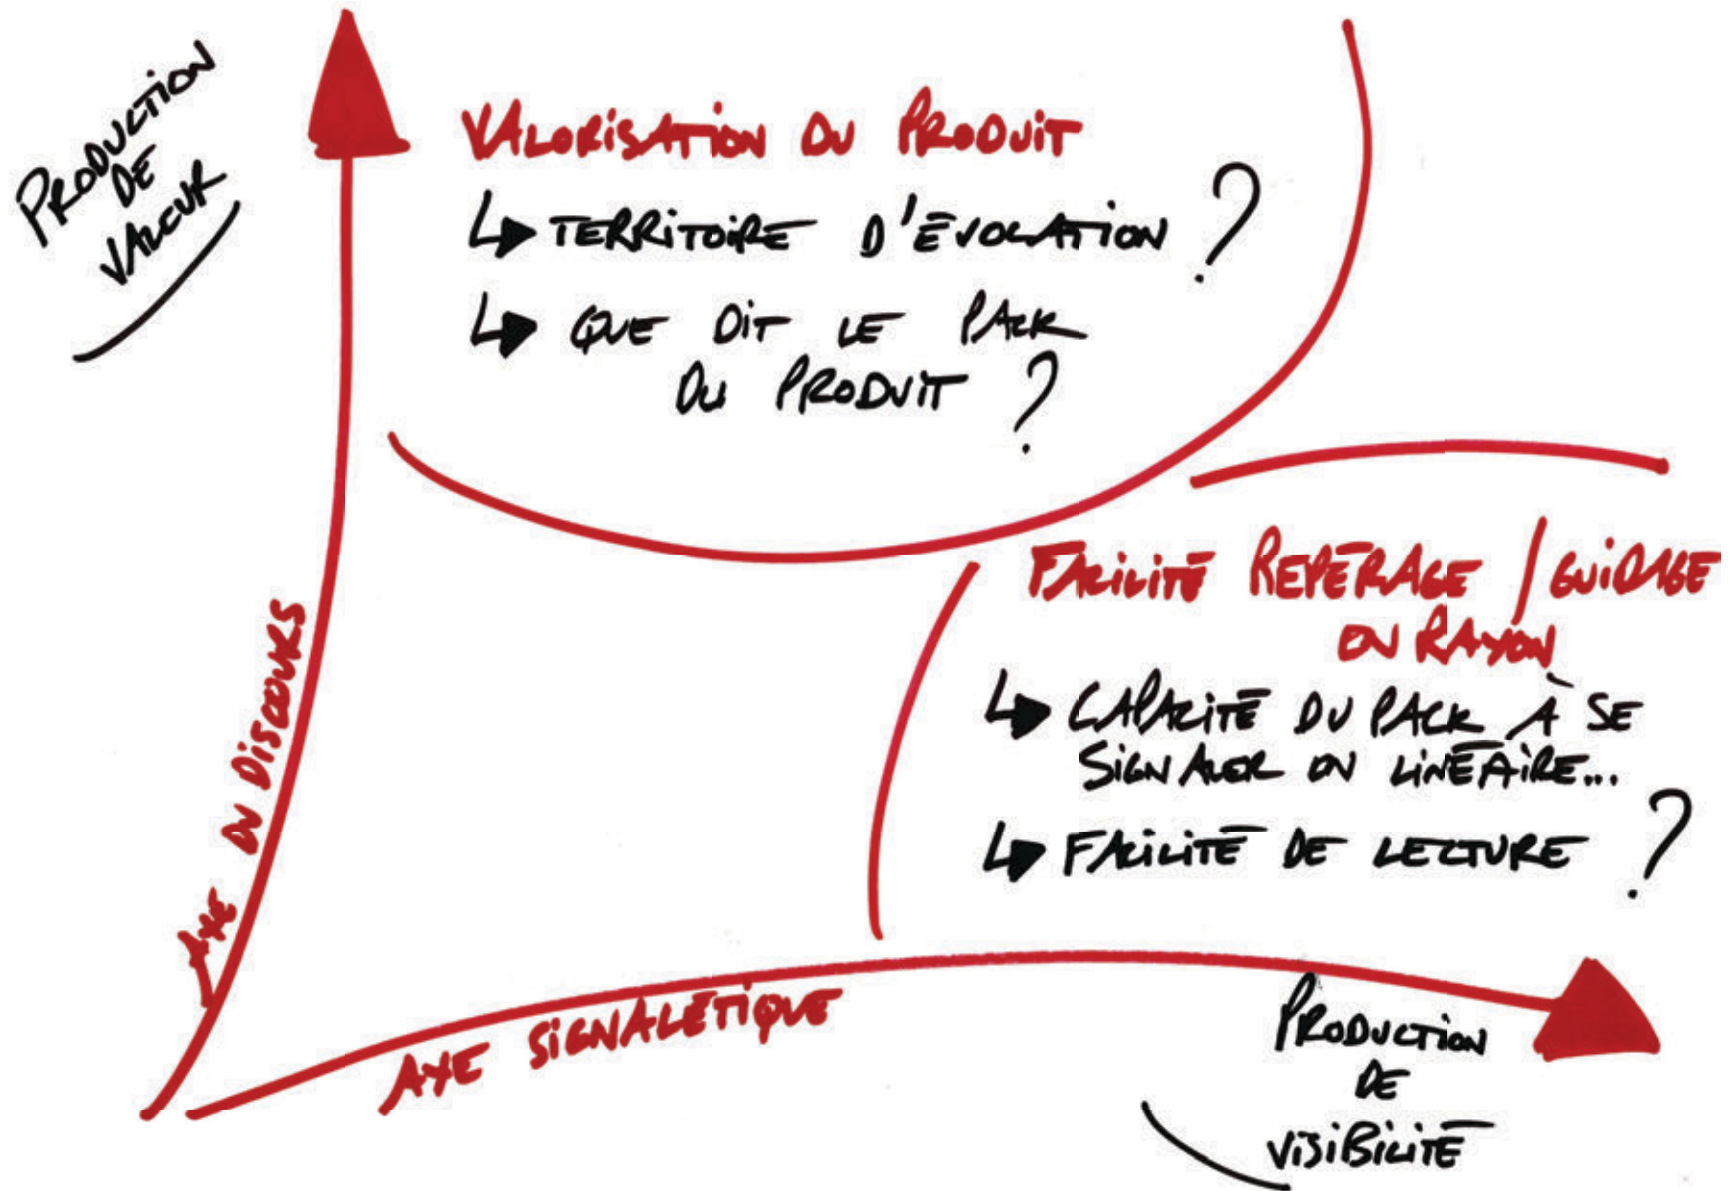 PRODUCTION
DE
VALEUR
VALORISATION DU PRODUIT
↳ TERRITOIRE D'ÉVOCATION ?
↳ QUE DIT LE PACK
DU PRODUIT ?
AXE DU DISCOURS
FACILITÉ REPÉRAGE / GUIDAGE
EN RAYON
↳ CAPACITÉ DU PACK À SE
SIGNALER EN LINÉAIRE...
↳ FACILITÉ DE LECTURE ?
AXE SIGNALÉTIQUE
PRODUCTION
DE
VISIBILITÉ